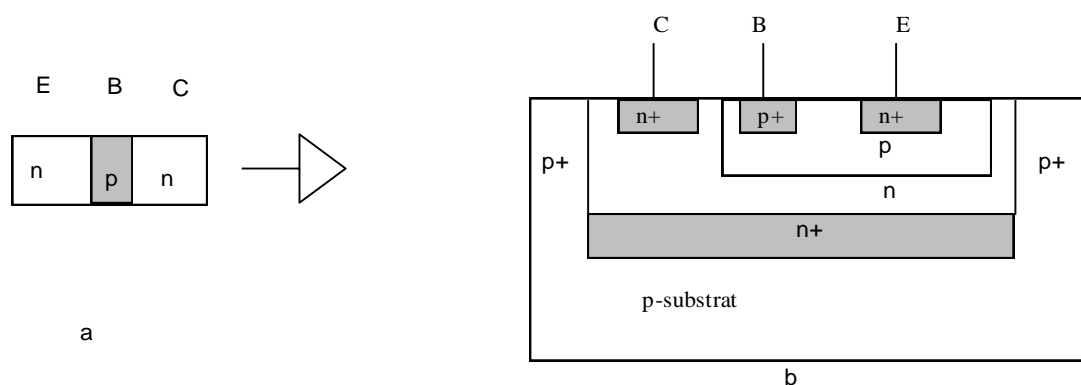 E B C
n p n
a
C B E
n+ p+ n+
p
p+ p+
n
n+
p-substrat
b